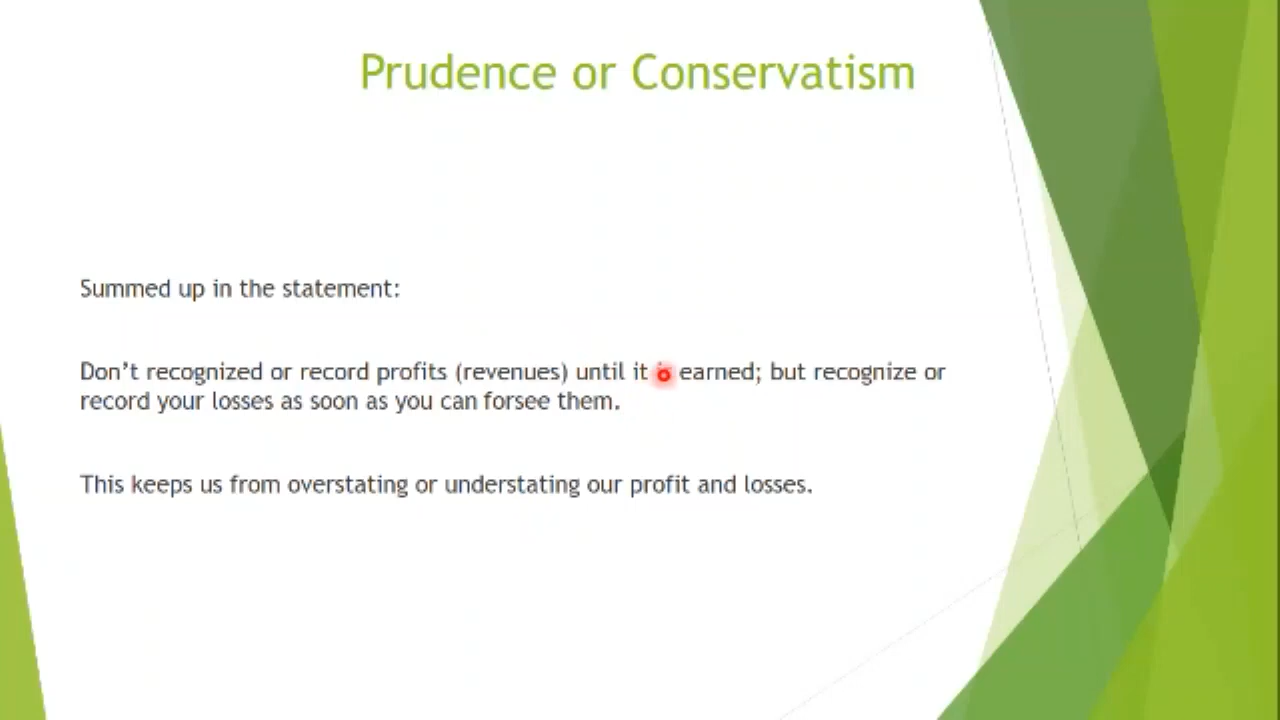 Prudence or Conservatism
Summed up in the statement:
Don’t recognized or record profits (revenues) until it is earned; but recognize or
record your losses as soon as you can forsee them.
This keeps us from overstating or understating our profit and losses.